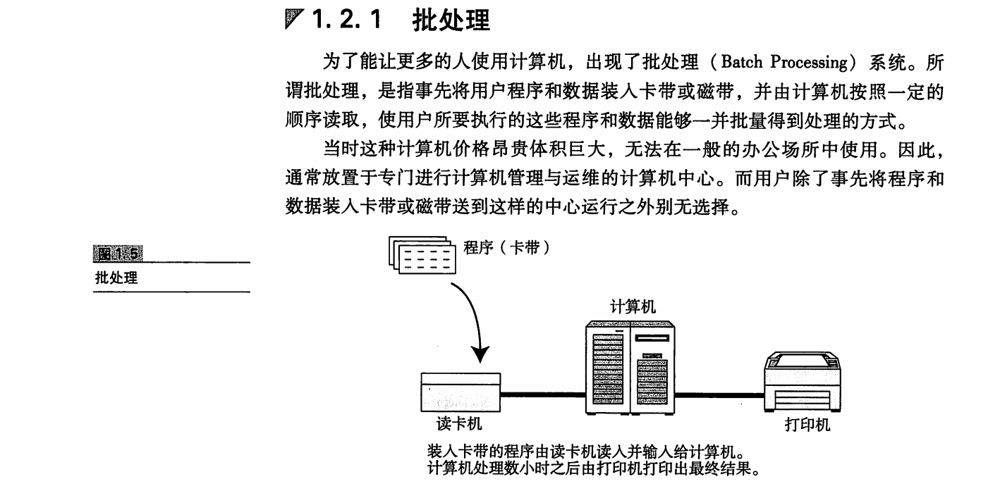 1.2.1 批处理
为了能让更多的人使用计算机，出现了批处理（Batch Processing）系统。所
谓批处理，是指事先将用户程序和数据装入卡带或磁带，并由计算机按照一定的
顺序读取，使用户所要执行的这些程序和数据能够一并批量得到处理的方式。
当时这种计算机价格昂贵体积巨大，无法在一般的办公场所中使用。因此，
通常放置于专门进行计算机管理与运维的计算机中心。而用户除了事先将程序和
数据装入卡带或磁带送到这样的中心运行之外别无选择。
图 1.5
批处理
程序（卡带）
计算机
读卡机
打印机
装入卡带的程序由读卡机读入并输入给计算机。
计算机处理数小时之后由打印机打印出最终结果。